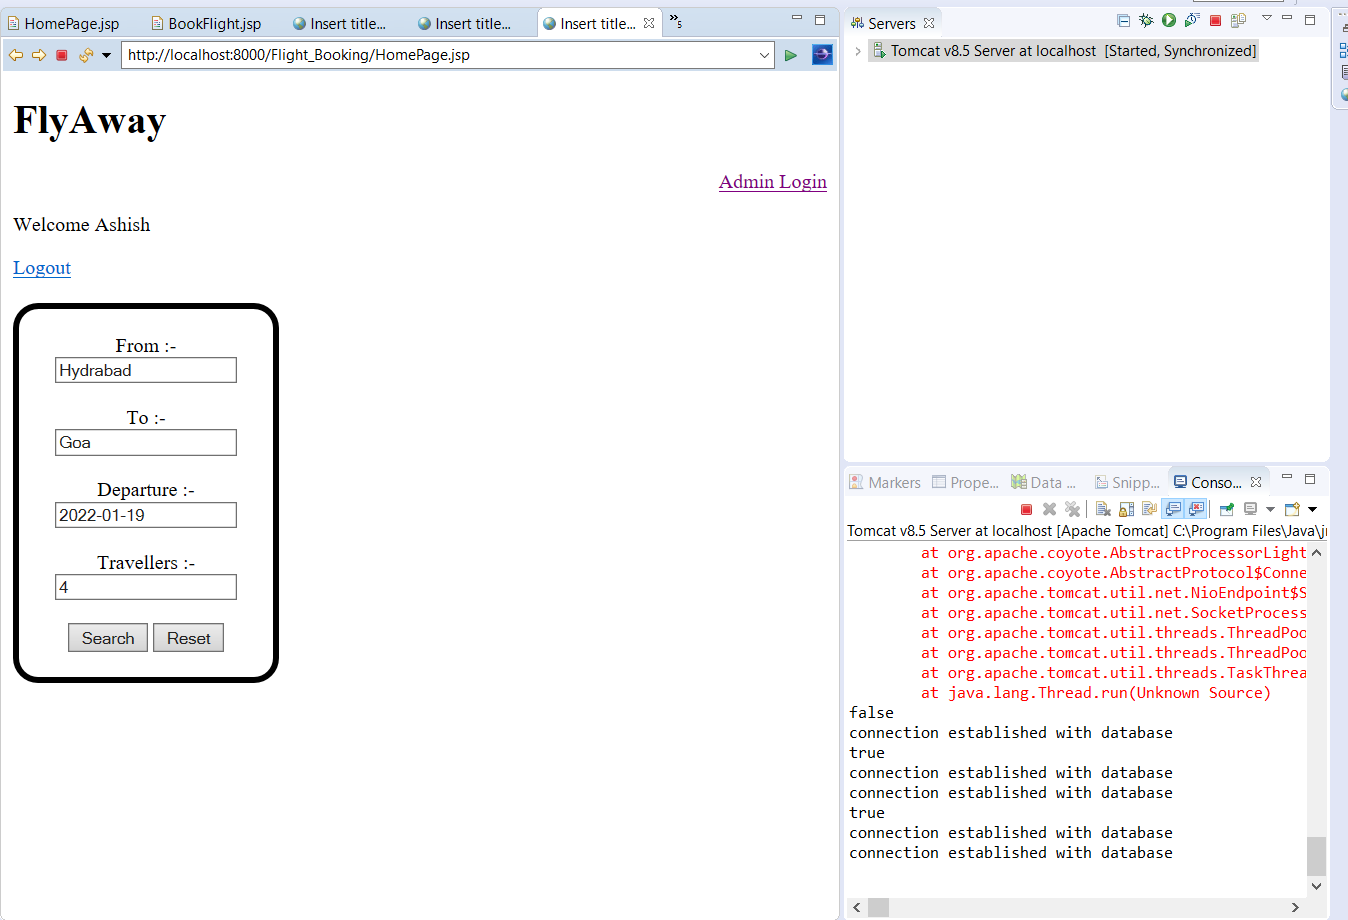 HomePage.jsp
BookFlight.jsp
Insert title...
Insert title...
Insert title...
»5
http://localhost:8000/Flight_Booking/HomePage.jsp
FlyAway
Admin Login
Welcome Ashish
Logout
From :-
Hydrabad
To :-
Goa
Departure :-
2022-01-19
Travellers :-
4
Search Reset
Servers
Tomcat v8.5 Server at localhost [Started, Synchronized]
Markers Prope... Data ... Snipp... Conso...
Tomcat v8.5 Server at localhost [Apache Tomcat] C:\Program Files\Java\jr
at org.apache.coyote.AbstractProcessorLight
at org.apache.coyote.AbstractProtocol$Conne
at org.apache.tomcat.util.net.NioEndpoint$S
at org.apache.tomcat.util.net.SocketProcess
at org.apache.tomcat.util.threads.ThreadPoo
at org.apache.tomcat.util.threads.ThreadPoo
at org.apache.tomcat.util.threads.TaskThrea
at java.lang.Thread.run(Unknown Source)
false
connection established with database
true
connection established with database
connection established with database
true
connection established with database
connection established with database